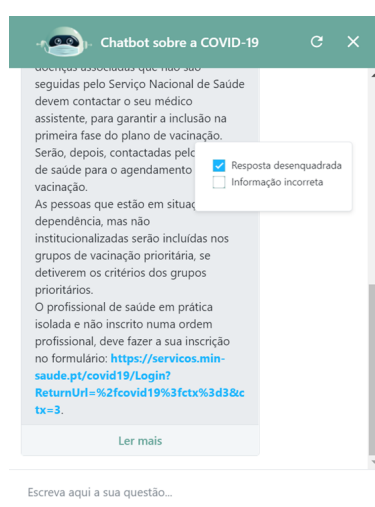 Chatbot sobre a COVID-19
doenças associadas que não são
seguidas pelo Serviço Nacional de Saúde
devem contactar o seu médico
assistente, para garantir a inclusão na
primeira fase do plano de vacinação.
Serão, depois, contactadas pelo
de saúde para o agendamento
vacinação.
As pessoas que estão em
dependência, mas não
institucionalizadas serão incluídas nos
grupos de vacinação prioritária, se
detiverem os critérios dos grupos
prioritários.
O profissional de saúde em prática
isolada e não inscrito numa ordem
profissional, deve fazer a sua inscrição
no formulário: https://servicos.min-
saude.pt/covid19/Login?
ReturnUrl=%2fcovid19%3fctx%3d3&c
tx=3.
Resposta desenquadrada
Informação incorreta
Ler mais
Escreva aqui a sua questão...